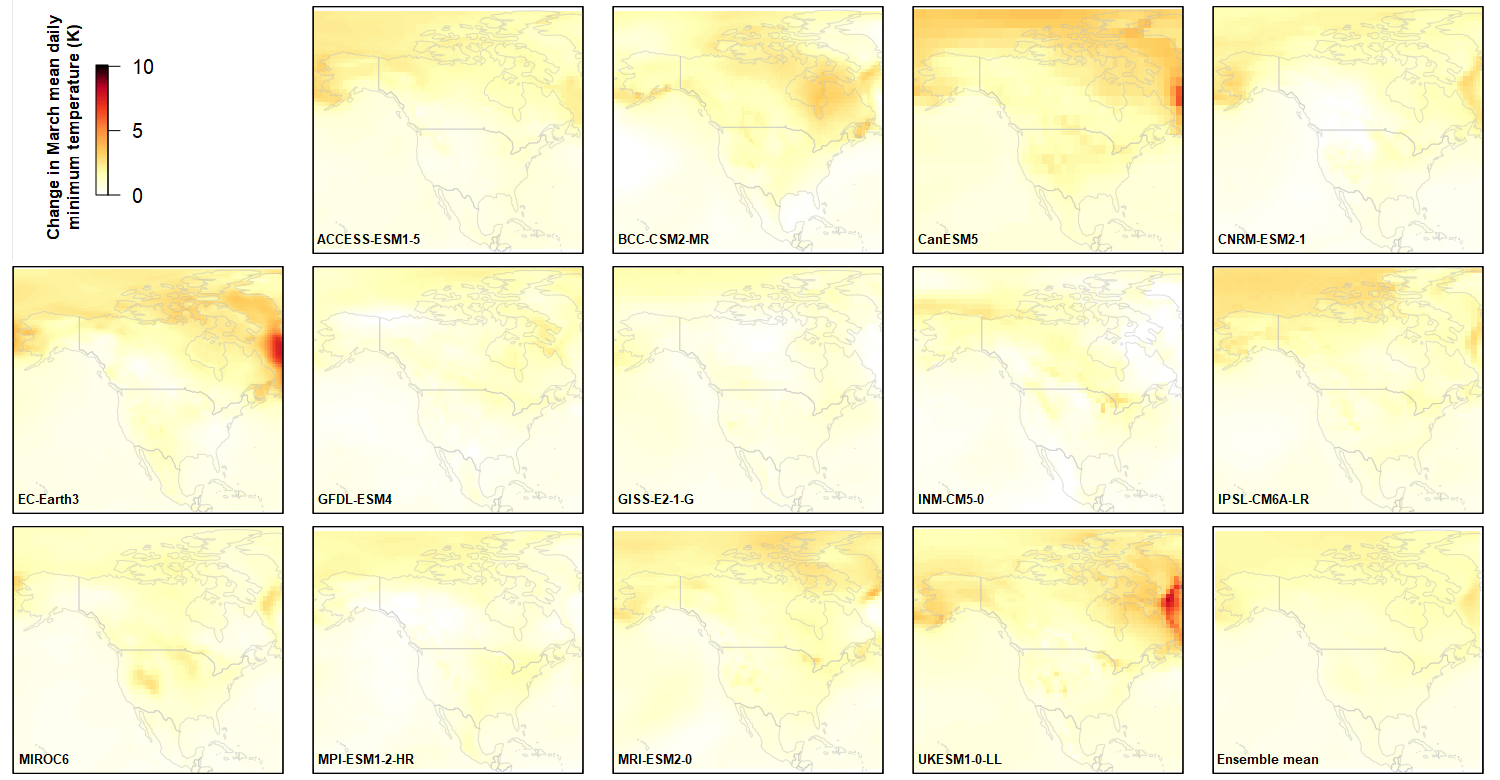 Change in March mean daily
minimum temperature (K)
10
5
0
ACCESS-ESM1-5
BCC-CSM2-MR
CanESM5
CNRM-ESM2-1
EC-Earth3
GFDL-ESM4
GISS-E2-1-G
INM-CM5-0
IPSL-CM6A-LR
MIROC6
MPI-ESM1-2-HR
MRI-ESM2-0
UKESM1-0-LL
Ensemble mean